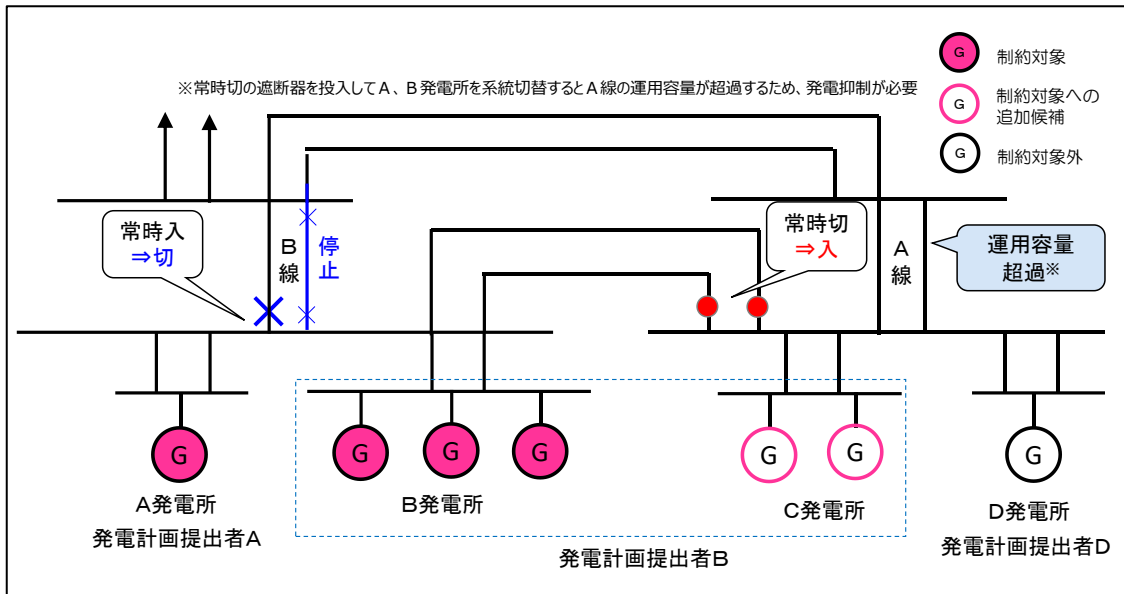 G 制約対象
※常時切の遮断器を投入してA、B発電所を系統切替するとA線の運用容量が超過するため、発電抑制が必要
G 制約対象への
追加候補
G 制約対象外
常時入
⇒切
B線
停止
常時切
⇒入
A線
運用容量
超過※
G
G
G
G
G
G
G
A発電所
発電計画提出者A
B発電所
C発電所
発電計画提出者B
D発電所
発電計画提出者D